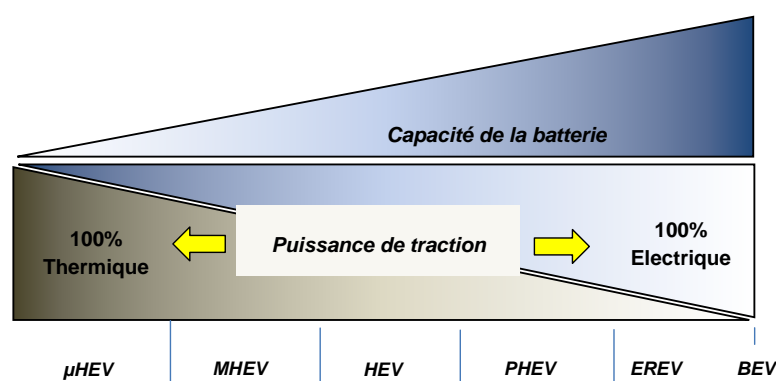 Capacité de la batterie
100%
Thermique
Puissance de traction
100%
Electrique
µHEV MHEV HEV PHEV EREV BEV